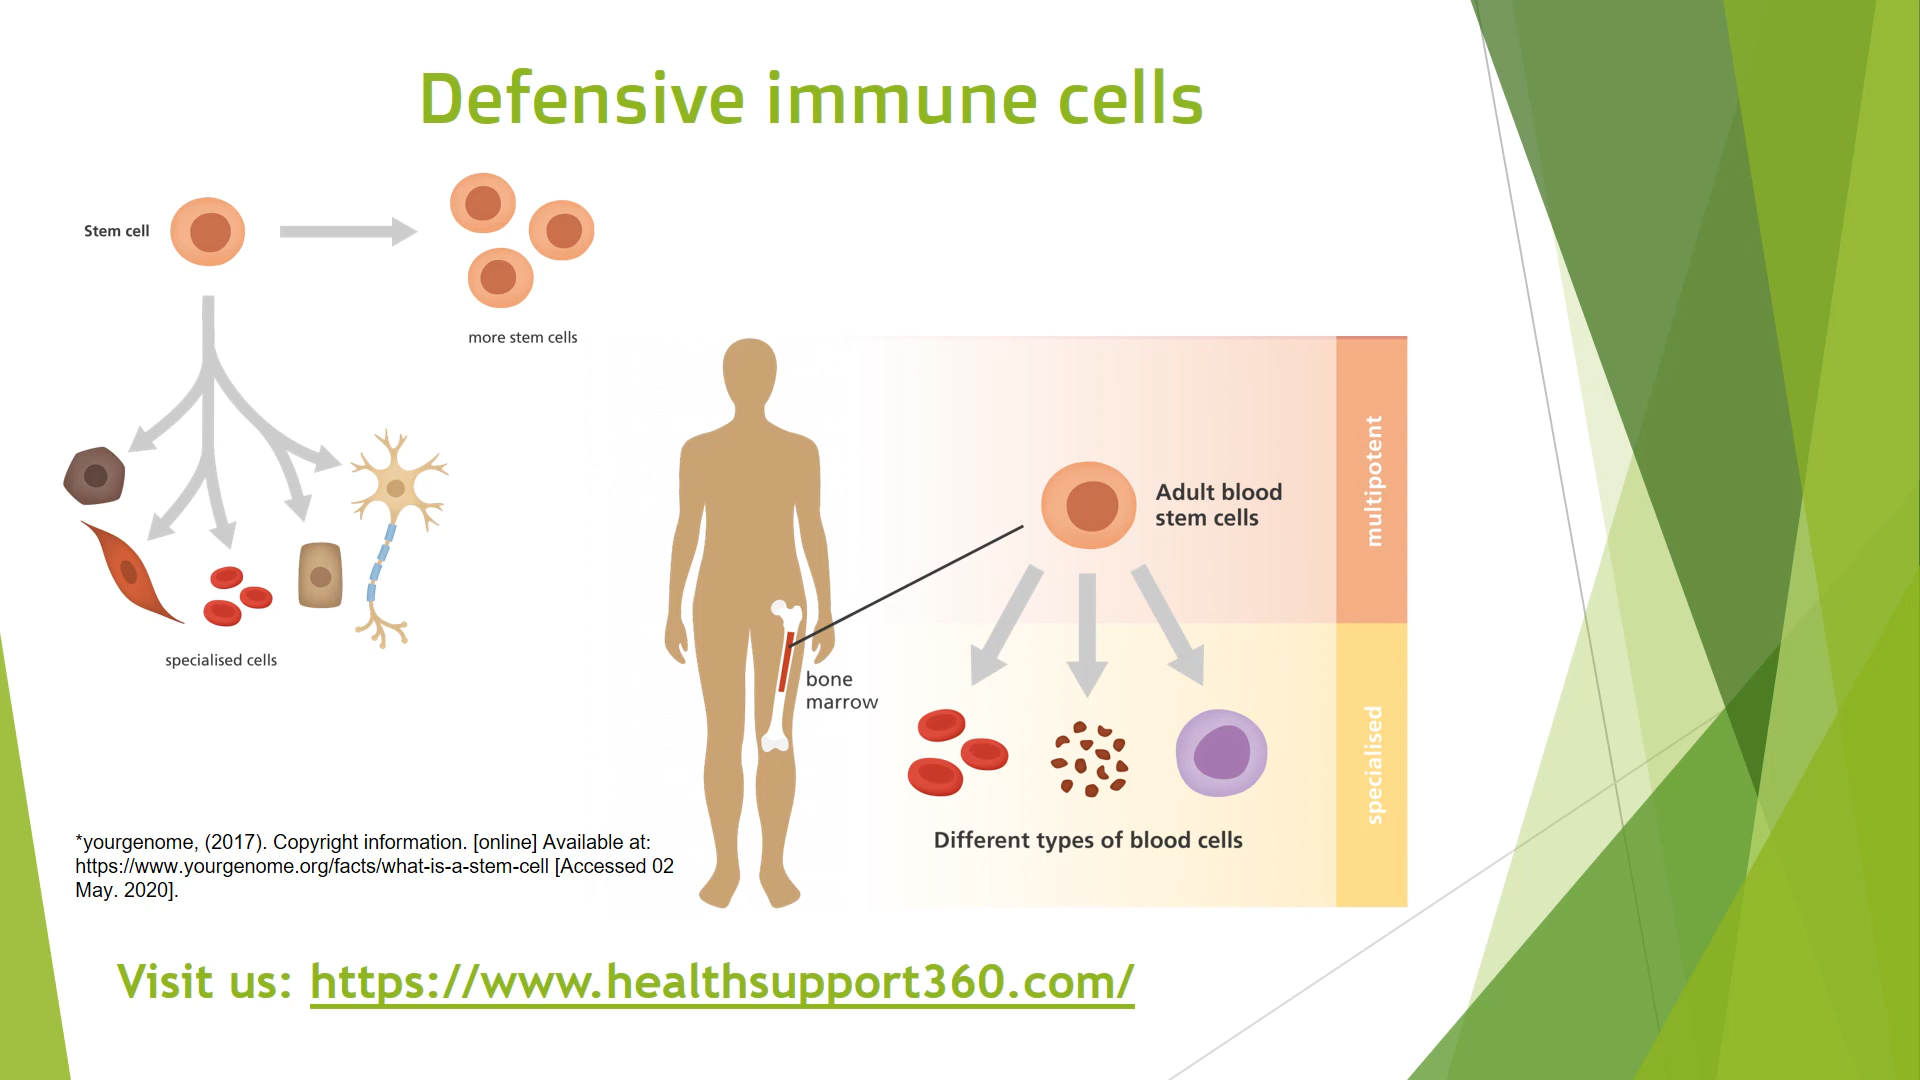 Defensive immune cells
Stem cell
more stem cells
specialised cells
bone
marrow
Adult blood
stem cells
multipotent
specialised
Different types of blood cells
*yourgenome, (2017). Copyright information. [online] Available at:
https://www.yourgenome.org/facts/what-is-a-stem-cell [Accessed 02
May. 2020].
Visit us: https://www.healthsupport360.com/